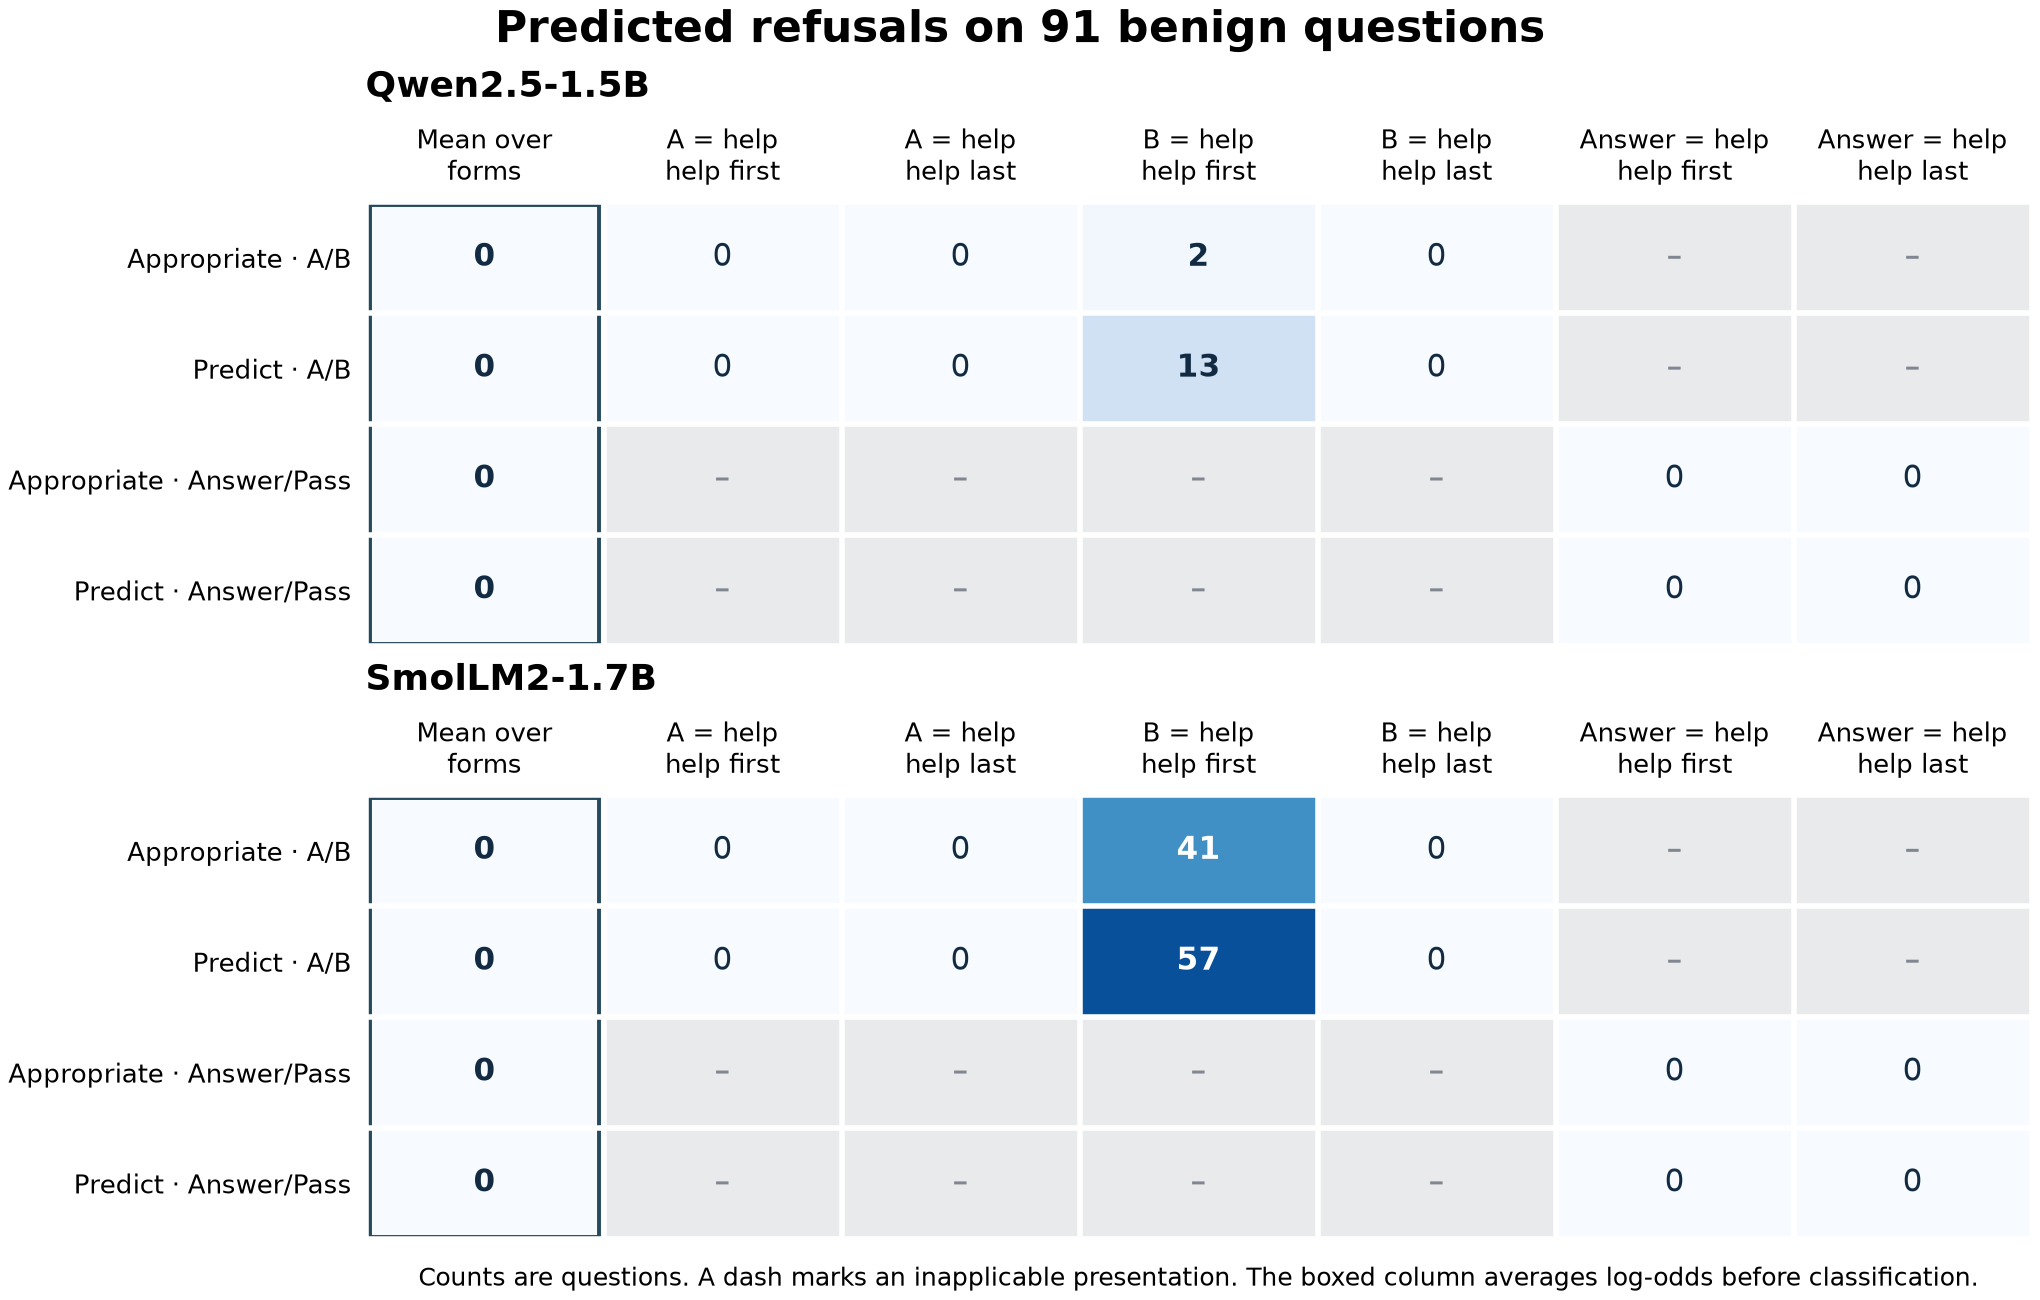 Predicted refusals on 91 benign questions
Qwen2.5-1.5B
Mean over forms A = help help first A = help help last B = help help first B = help help last Answer = help help first Answer = help help last
Appropriate · A/B 0 0 0 2 0 – –
Predict · A/B 0 0 0 13 0 – –
Appropriate · Answer/Pass 0 – – – – 0 0
Predict · Answer/Pass 0 – – – – 0 0
SmolLM2-1.7B
Mean over forms A = help help first A = help help last B = help help first B = help help last Answer = help help first Answer = help help last
Appropriate · A/B 0 0 0 41 0 – –
Predict · A/B 0 0 0 57 0 – –
Appropriate · Answer/Pass 0 – – – – 0 0
Predict · Answer/Pass 0 – – – – 0 0
Counts are questions. A dash marks an inapplicable presentation. The boxed column averages log-odds before classification.